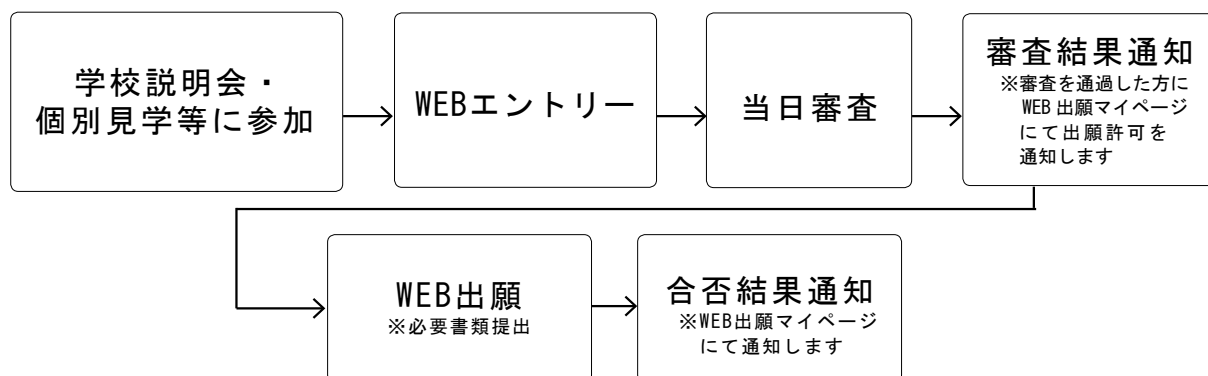 学校説明会・
個別見学等に参加
WEBエントリー
当日審査
審査結果通知
※審査を通過した方に
WEB出願マイページ
にて出願許可を
通知します
WEB出願
※必要書類提出
合否結果通知
※WEB出願マイページ
にて通知します